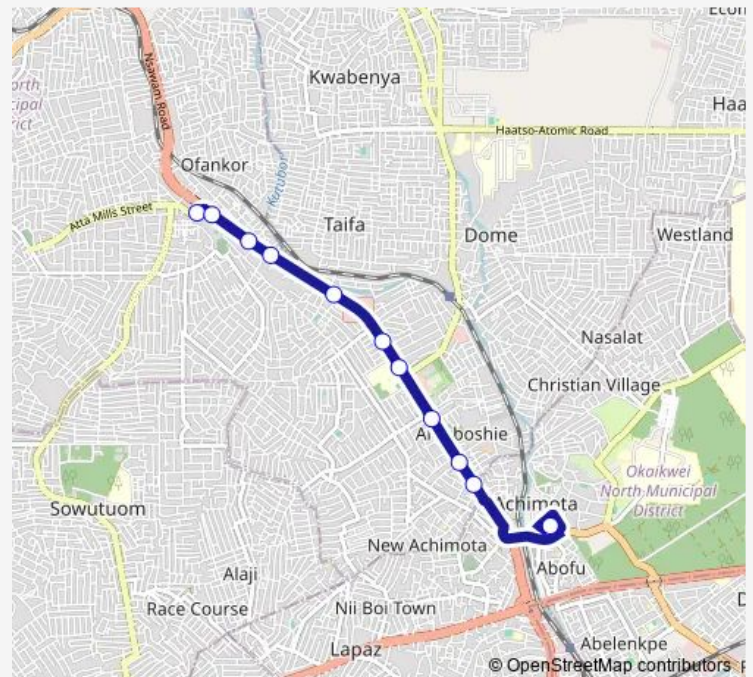 Kwabenya
Haatso-Atomic Road
Nsawam Road
Ofankor
Kutubor
Atta Mills Street
Taifa
Dome
Westland
Nasalat
Christian Village
Okaikwei
North Municipal
District
Sowutuom
Achimota
New Achimota
Abofu
Alaji
Race Course
Nii Boi Town
Lapaz
Abelenkpe
© OpenStreetMap contributors